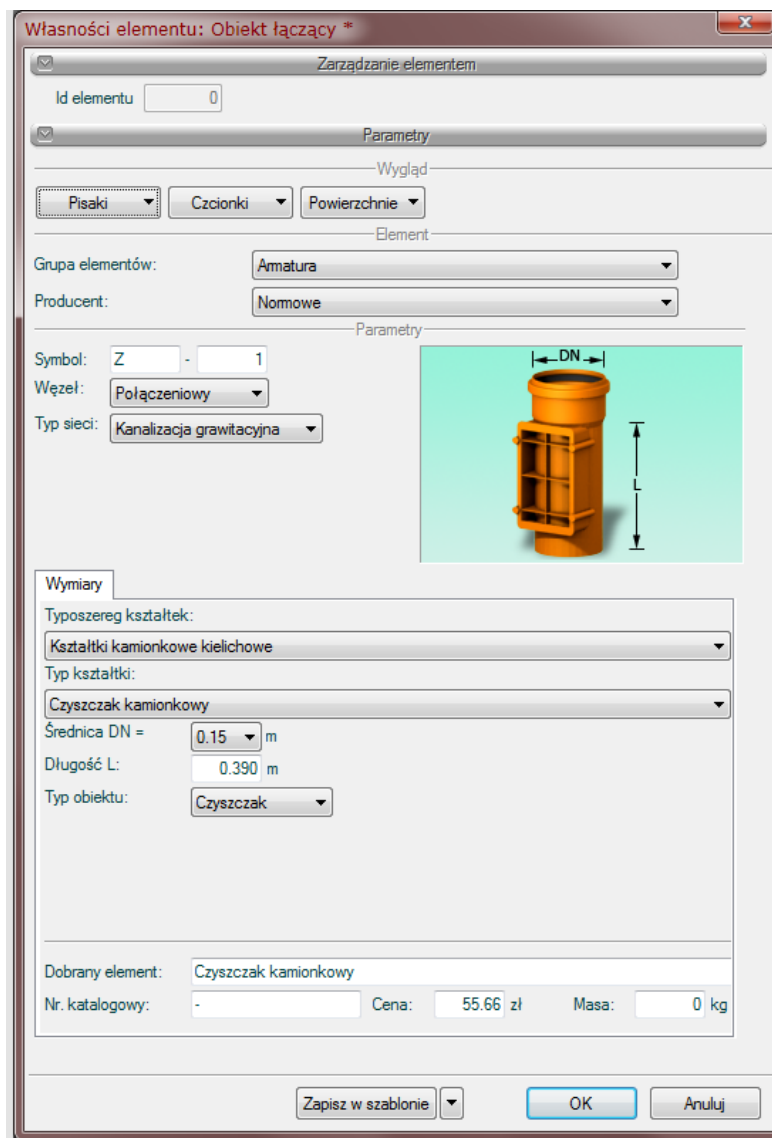 Własności elementu: Obiekt łączący *
Zarządzanie elementem
Id elementu 0
Parametry
Wygląd
Pisaki Czcionki Powierzchnie
Element
Grupa elementów: Armatura
Producent: Normowe
Parametry
Symbol: Z - 1
Węzeł: Połączeniowy
Typ sieci: Kanalizacja grawitacyjna
DN
L
Wymiary
Typoszereg kształtek:
Kształtki kamionkowe kielichowe
Typ kształtki:
Czyszczak kamionkowy
Średnica DN = 0.15 m
Długość L: 0.390 m
Typ obiektu: Czyszczak
Dobrany element: Czyszczak kamionkowy
Nr. katalogowy: - Cena: 55.66 zł Masa: 0 kg
Zapisz w szablonie OK Anuluj